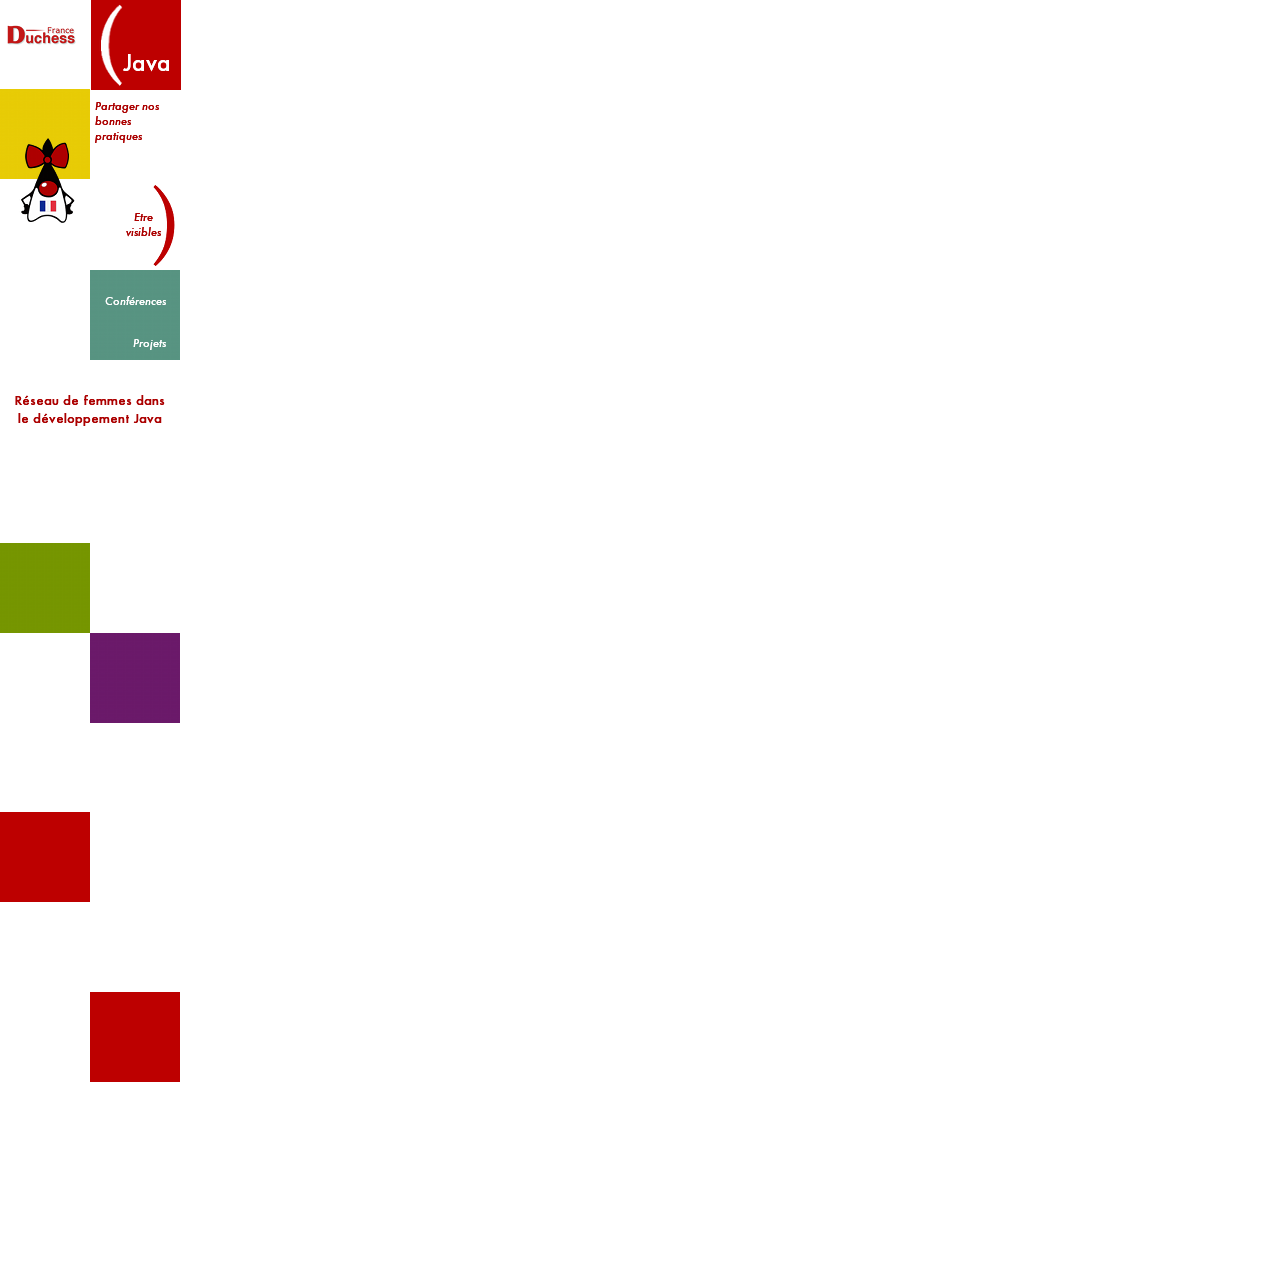 France
Duchess
Java
Partager nos
bonnes
pratiques
Etre
visibles
Conférences
Projets
Réseau de femmes dans
le développement Java